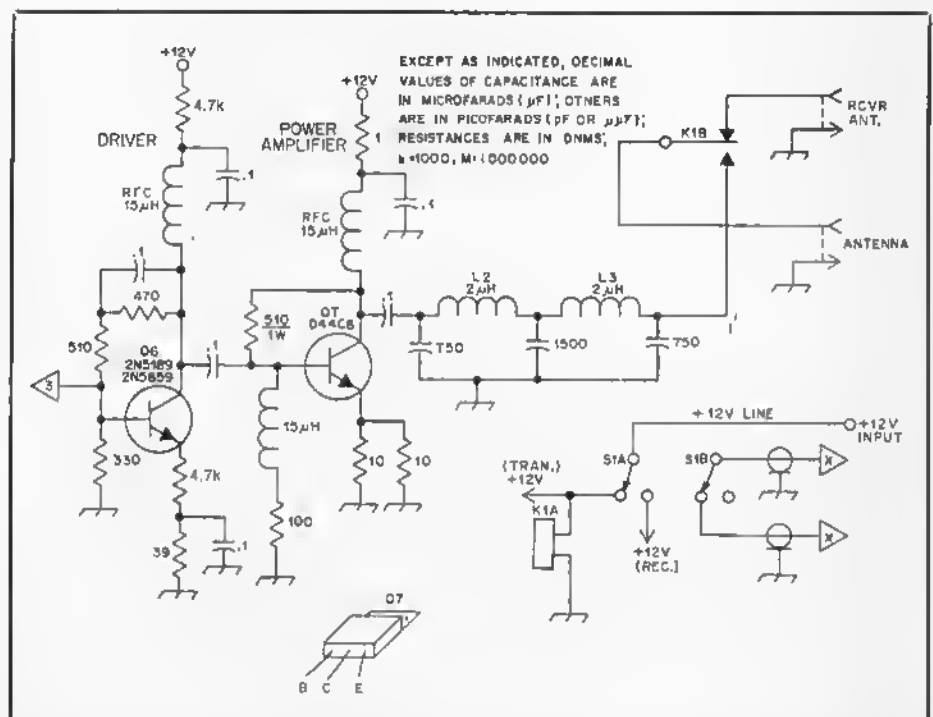 +12V
4.7k
DRIVER
.1
RFC
15µH
.1
470
510
3
Q6
2N5189
2N5859
330
4.7k
39
.1
.1
POWER
AMPLIFIER
+12V
1
.1
RFC
15µH
510
1W
Q7
D44C8
15µH
100
10
10
.1
L2
2µH
L3
2µH
750
1500
750
EXCEPT AS INDICATED, DECIMAL
VALUES OF CAPACITANCE ARE
IN MICROFARADS (µF); OTHERS
ARE IN PICOFARADS (pF OR µµF);
RESISTANCES ARE IN OHMS;
k=1000, M=1000000
K1B
RCVR
ANT.
ANTENNA
+12V LINE
+12V
INPUT
S1A
S1B
(TRAN.)
+12V
K1A
+12V
(REC.)
X
X
Q7
B C E